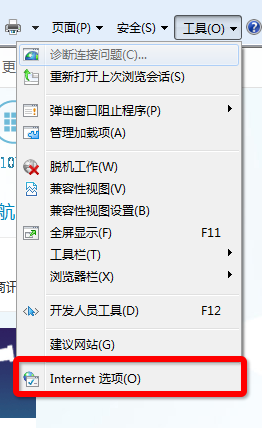 页面(P)
安全(S)
工具(O)
诊断连接问题(C)...
更
重新打开上次浏览会话(S)
弹出窗口阻止程序(P)
管理加载项(A)
脱机工作(W)
兼容性视图(V)
航
兼容性视图设置(B)
全屏显示(F) F11
工具栏(T)
浏览器栏(X)
商讯
开发人员工具(D) F12
建议网站(G)
Internet 选项(O)